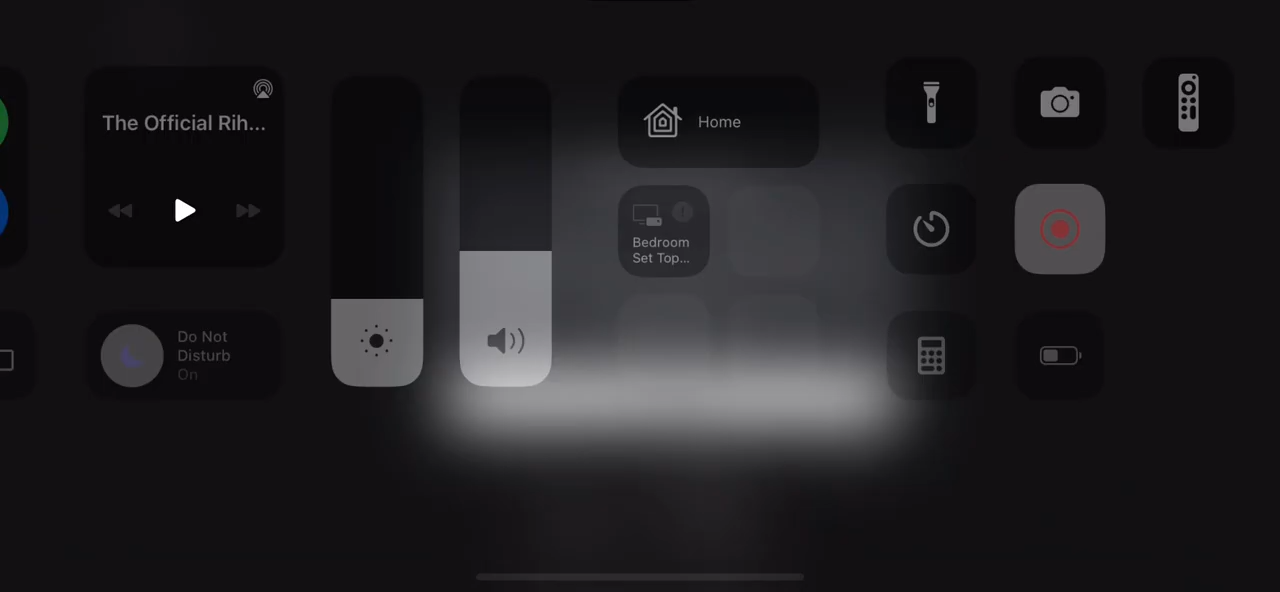 The Official Rih...
Home
Bedroom
Set Top...
Do Not
Disturb
On